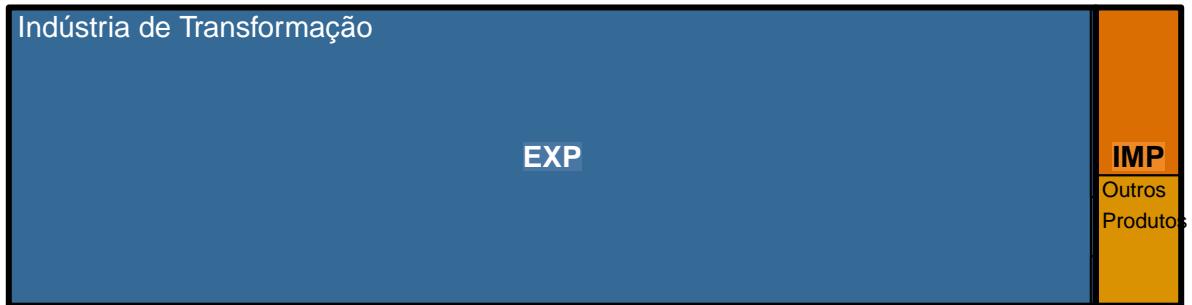 Indústria de Transformação
EXP
IMP
Outros
Produtos